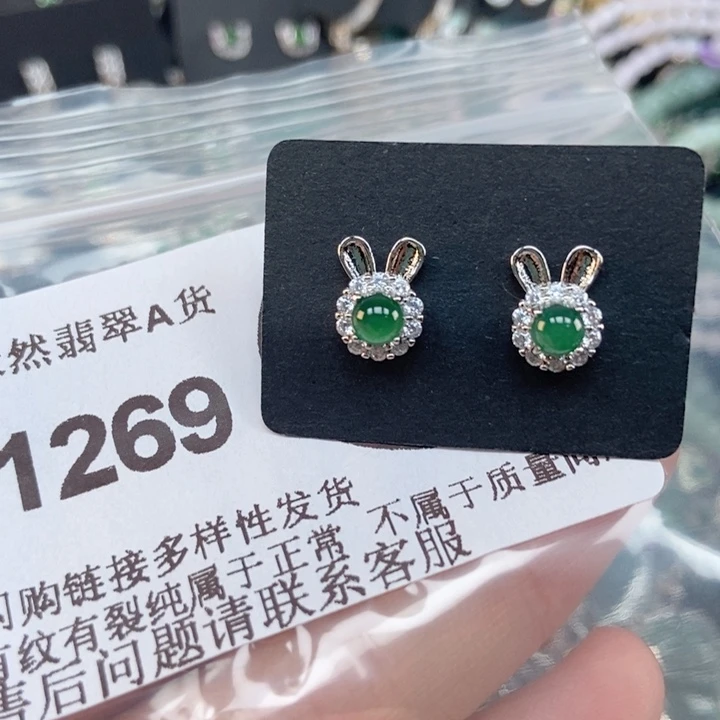 然翡翠A货
1269
购链接多样性发货
纹有裂纯属于正常 不属于质量问
售后问题请联系客服